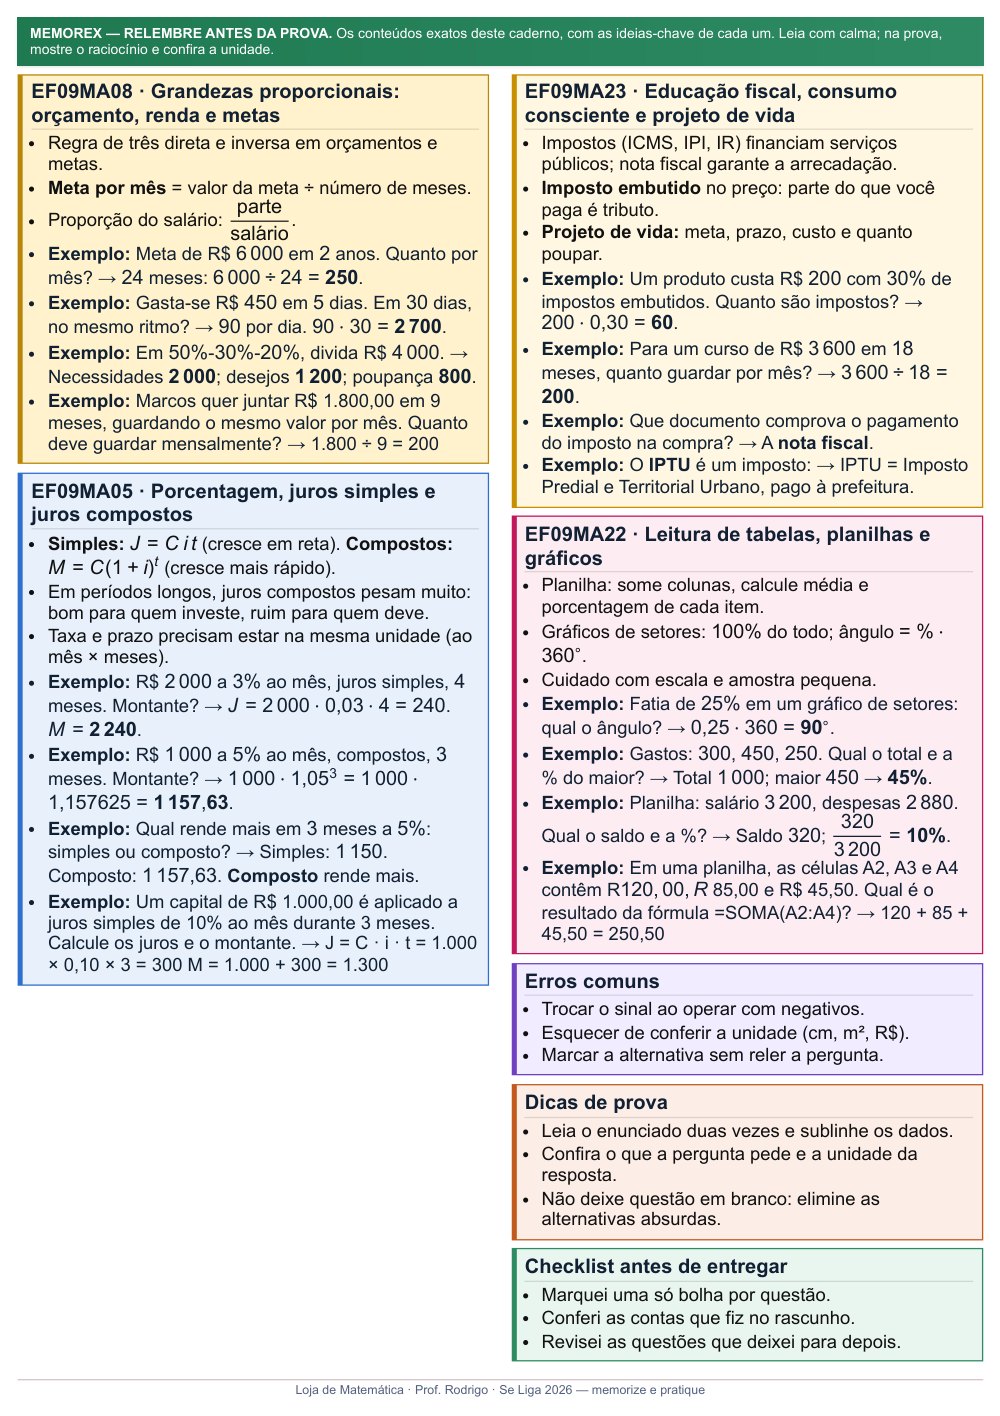 MEMOREX — RELEMBRE ANTES DA PROVA. Os conteúdos exatos deste caderno, com as ideias-chave de cada um. Leia com calma; na prova,
mostre o raciocínio e confira a unidade.
EF09MA08 · Grandezas proporcionais:
orçamento, renda e metas
• Regra de três direta e inversa em orçamentos e
metas.
• Meta por mês = valor da meta ÷ número de meses.
• Proporção do salário: parte/salário.
• Exemplo: Meta de R$ 6 000 em 2 anos. Quanto por
mês? → 24 meses: 6 000 ÷ 24 = 250.
• Exemplo: Gasta-se R$ 450 em 5 dias. Em 30 dias,
no mesmo ritmo? → 90 por dia. 90 · 30 = 2 700.
• Exemplo: Em 50%-30%-20%, divida R$ 4 000. →
Necessidades 2 000; desejos 1 200; poupança 800.
• Exemplo: Marcos quer juntar R$ 1.800,00 em 9
meses, guardando o mesmo valor por mês. Quanto
deve guardar mensalmente? → 1.800 ÷ 9 = 200
EF09MA05 · Porcentagem, juros simples e
juros compostos
• Simples: J = C i t (cresce em reta). Compostos:
M = C(1 + i)^t (cresce mais rápido).
• Em períodos longos, juros compostos pesam muito:
bom para quem investe, ruim para quem deve.
• Taxa e prazo precisam estar na mesma unidade (ao
mês × meses).
• Exemplo: R$ 2 000 a 3% ao mês, juros simples, 4
meses. Montante? → J = 2 000 · 0,03 · 4 = 240.
M = 2 240.
• Exemplo: R$ 1 000 a 5% ao mês, compostos, 3
meses. Montante? → 1 000 · 1,05³ = 1 000 ·
1,157625 = 1 157,63.
• Exemplo: Qual rende mais em 3 meses a 5%:
simples ou composto? → Simples: 1 150.
Composto: 1 157,63. Composto rende mais.
• Exemplo: Um capital de R$ 1.000,00 é aplicado a
juros simples de 10% ao mês durante 3 meses.
Calcule os juros e o montante. → J = C · i · t = 1.000
× 0,10 × 3 = 300 M = 1.000 + 300 = 1.300
EF09MA23 · Educação fiscal, consumo
consciente e projeto de vida
• Impostos (ICMS, IPI, IR) financiam serviços
públicos; nota fiscal garante a arrecadação.
• Imposto embutido no preço: parte do que você
paga é tributo.
• Projeto de vida: meta, prazo, custo e quanto
poupar.
• Exemplo: Um produto custa R$ 200 com 30% de
impostos embutidos. Quanto são impostos? →
200 · 0,30 = 60.
• Exemplo: Para um curso de R$ 3 600 em 18
meses, quanto guardar por mês? → 3 600 ÷ 18 =
200.
• Exemplo: Que documento comprova o pagamento
do imposto na compra? → A nota fiscal.
• Exemplo: O IPTU é um imposto: → IPTU = Imposto
Predial e Territorial Urbano, pago à prefeitura.
EF09MA22 · Leitura de tabelas, planilhas e
gráficos
• Planilha: some colunas, calcule média e
porcentagem de cada item.
• Gráficos de setores: 100% do todo; ângulo = % ·
360°.
• Cuidado com escala e amostra pequena.
• Exemplo: Fatia de 25% em um gráfico de setores:
qual o ângulo? → 0,25 · 360 = 90°.
• Exemplo: Gastos: 300, 450, 250. Qual o total e a
% do maior? → Total 1 000; maior 450 → 45%.
• Exemplo: Planilha: salário 3 200, despesas 2 880.
Qual o saldo e a %? → Saldo 320; 320/3 200 = 10%.
• Exemplo: Em uma planilha, as células A2, A3 e A4
contêm R120, 00, R 85,00 e R$ 45,50. Qual é o
resultado da fórmula =SOMA(A2:A4)? → 120 + 85 +
45,50 = 250,50
Erros comuns
• Trocar o sinal ao operar com negativos.
• Esquecer de conferir a unidade (cm, m², R$).
• Marcar a alternativa sem reler a pergunta.
Dicas de prova
• Leia o enunciado duas vezes e sublinhe os dados.
• Confira o que a pergunta pede e a unidade da
resposta.
• Não deixe questão em branco: elimine as
alternativas absurdas.
Checklist antes de entregar
• Marquei uma só bolha por questão.
• Conferi as contas que fiz no rascunho.
• Revisei as questões que deixei para depois.
Loja de Matemática · Prof. Rodrigo · Se Liga 2026 — memorize e pratique